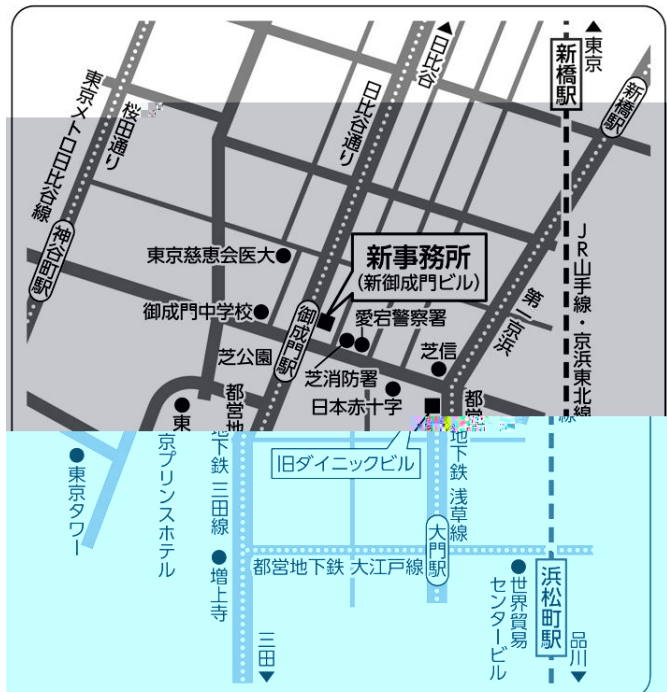 ▲東京
新橋駅
新橋駅
▲日比谷
日比谷通り
桜田通り
東京メトロ日比谷線
神谷町駅
JR山手線・京浜東北線
第一京浜
東京慈恵会医大
新事務所
(新御成門ビル)
御成門中学校
御成門駅
愛宕警察署
芝公園
芝消防署
芝信
日本赤十字
都営地下鉄 三田線
都営地下鉄 浅草線
東京プリンスホテル
旧ダイニックビル
東京タワー
大門駅
増上寺
都営地下鉄 大江戸線
世界貿易
センタービル
浜松町駅
三田▼
品川▼